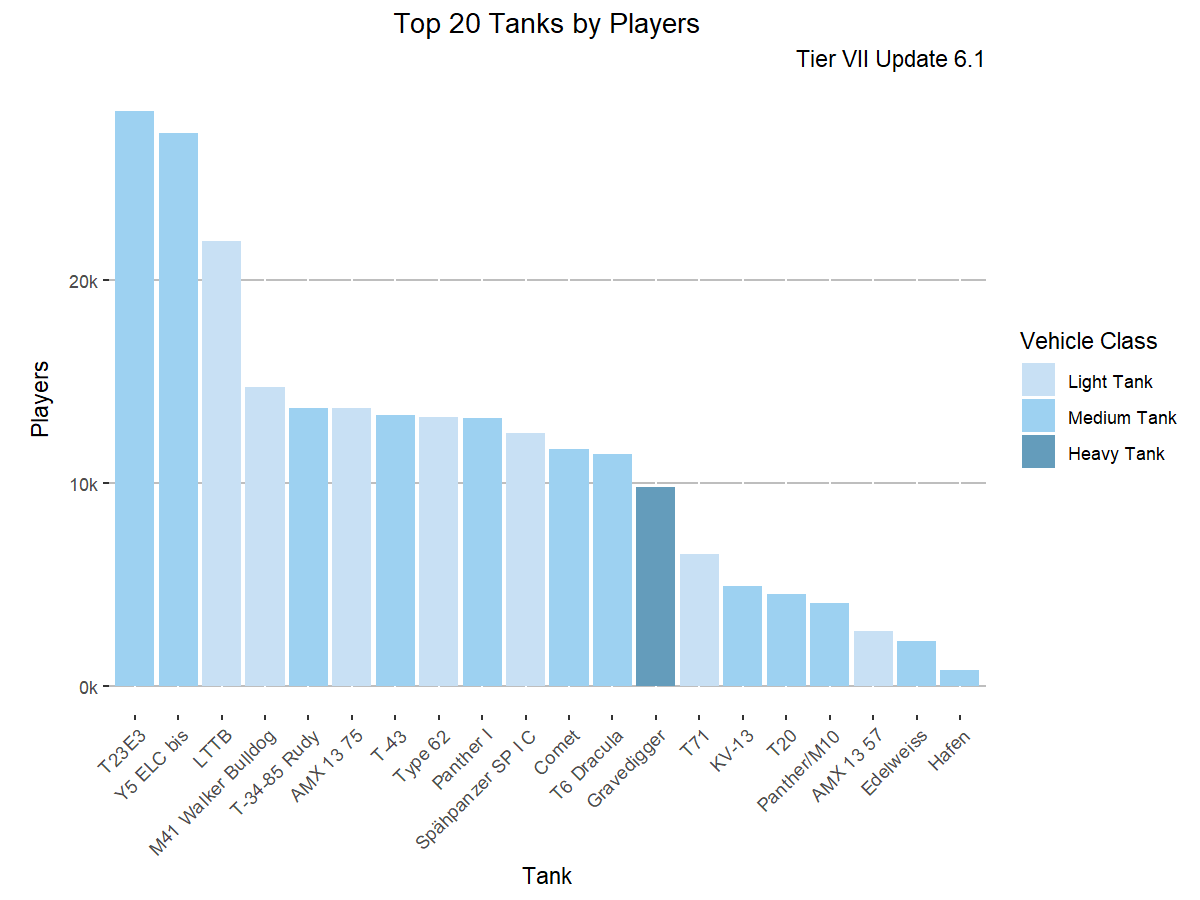 Top 20 Tanks by Players
Tier VII Update 6.1
Players
20k
10k
0k
T23E3
Y5 ELC bis
LTTB
M41 Walker Bulldog
T-34-85 Rudy
AMX 13 75
T-43
Type 62
Panther I
Spähpanzer SP I C
Comet
T6 Dracula
Gravedigger
T71
KV-13
T20
Panther/M10
AMX 13 57
Edelweiss
Hafen
Tank
Vehicle Class
Light Tank
Medium Tank
Heavy Tank